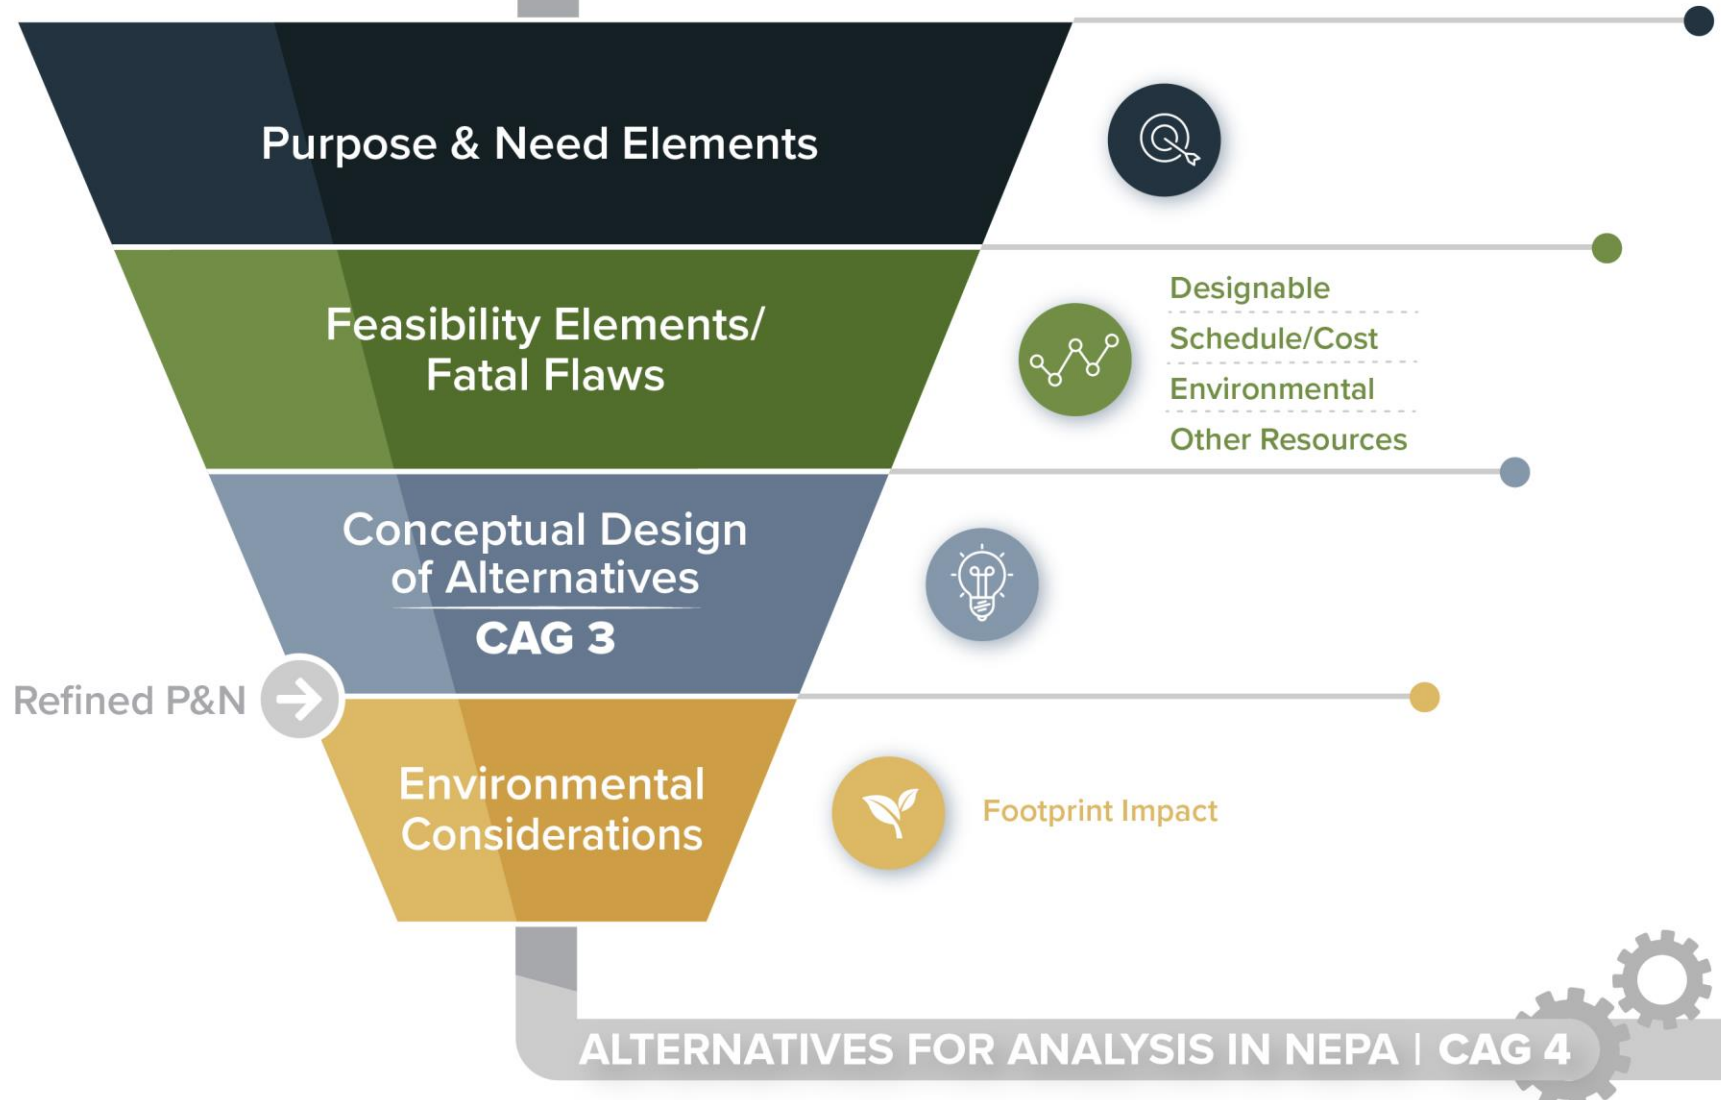 Purpose & Need Elements
Feasibility Elements/
Fatal Flaws
Designable
Schedule/Cost
Environmental
Other Resources
Conceptual Design
of Alternatives
CAG 3
Refined P&N
Environmental
Considerations
Footprint Impact
ALTERNATIVES FOR ANALYSIS IN NEPA | CAG 4